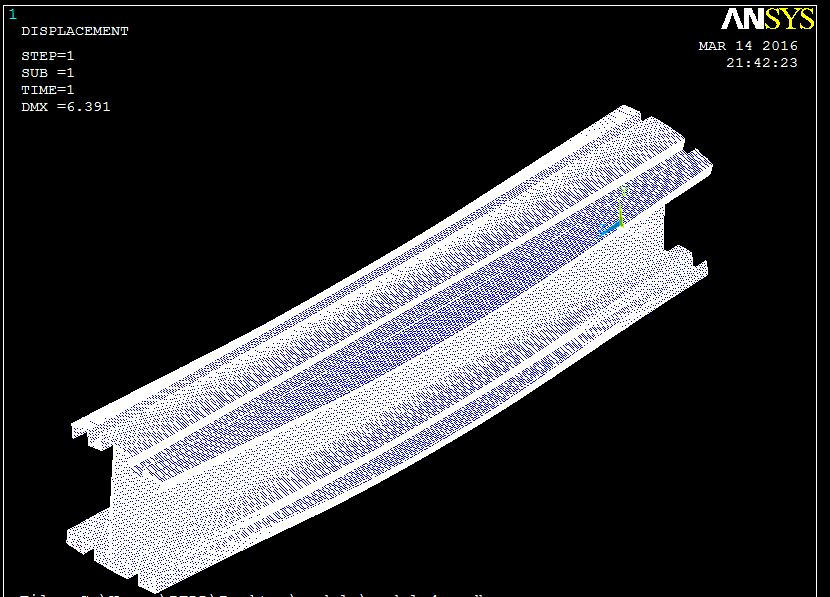 1
ANSYS
DISPLACEMENT
MAR 14 2016
21:42:23
STEP=1
SUB =1
TIME=1
DMX =6.391